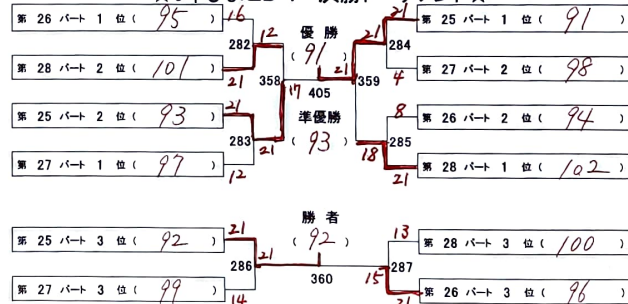 第 26 パート 1 位 ( 95 ) 16
282
第 28 パート 2 位 ( 101 ) 21
12
358
第 25 パート 2 位 ( 93 ) 21
283
第 27 パート 1 位 ( 97 ) 12
21
17
優勝
( 91 )
21
405
準優勝
( 93 )
21 第 25 パート 1 位 ( 91 )
284
4 第 27 パート 2 位 ( 98 )
21
359
8 第 26 パート 2 位 ( 94 )
285
21 第 28 パート 1 位 ( 102 )
18
勝者
( 92 )
第 25 パート 3 位 ( 92 ) 21
286
第 27 パート 3 位 ( 99 ) 14
21
360
13 第 28 パート 3 位 ( 100 )
287
21 第 26 パート 3 位 ( 96 )
15